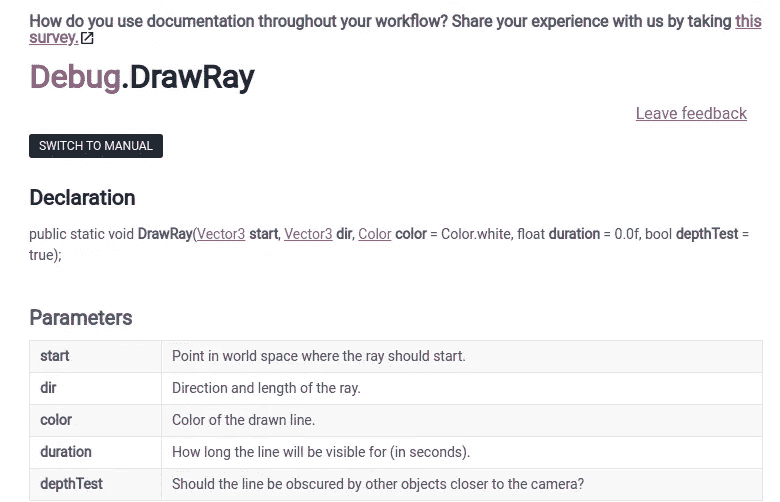 How do you use documentation throughout your workflow? Share your experience with us by taking this
survey.
Debug.DrawRay
Leave feedback
SWITCH TO MANUAL
Declaration
public static void DrawRay(Vector3 start, Vector3 dir, Color color = Color.white, float duration = 0.0f, bool depthTest =
true);
Parameters
start Point in world space where the ray should start.
dir Direction and length of the ray.
color Color of the drawn line.
duration How long the line will be visible for (in seconds).
depthTest Should the line be obscured by other objects closer to the camera?